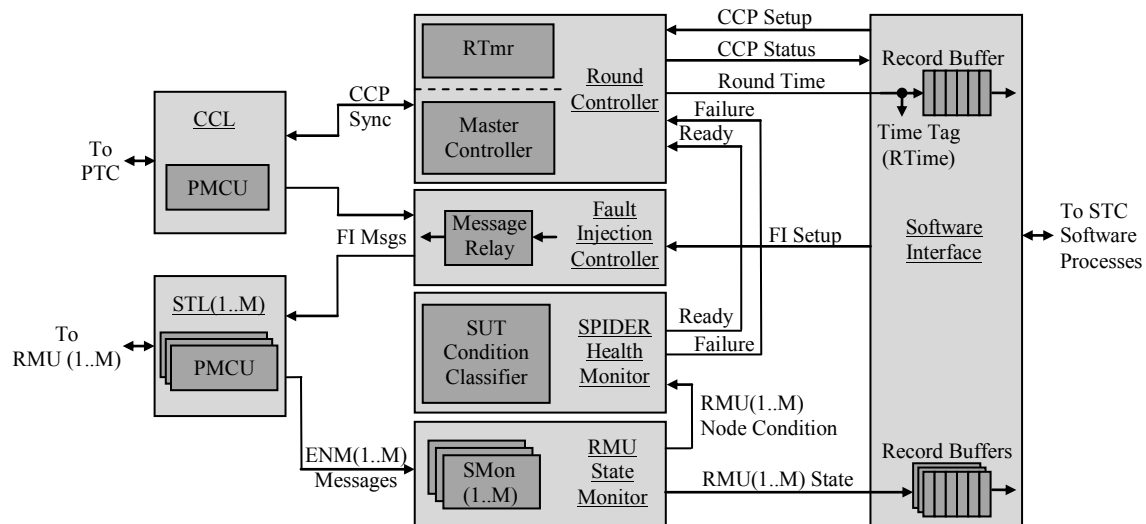 CCL
PMCU
To
PTC
CCP
Sync
RTmr
Master
Controller
Round
Controller
CCP Setup
CCP Status
Round Time
Failure
Ready
Record Buffer
Time Tag
(RTime)
FI Msgs
Message
Relay
Fault
Injection
Controller
FI Setup
Software
Interface
To STC
Software
Processes
STL(1..M)
PMCU
To
RMU (1..M)
SUT
Condition
Classifier
SPIDER
Health
Monitor
Ready
Failure
RMU(1..M)
Node Condition
ENM(1..M)
Messages
SMon
(1..M)
RMU
State
Monitor
RMU(1..M) State
Record Buffers